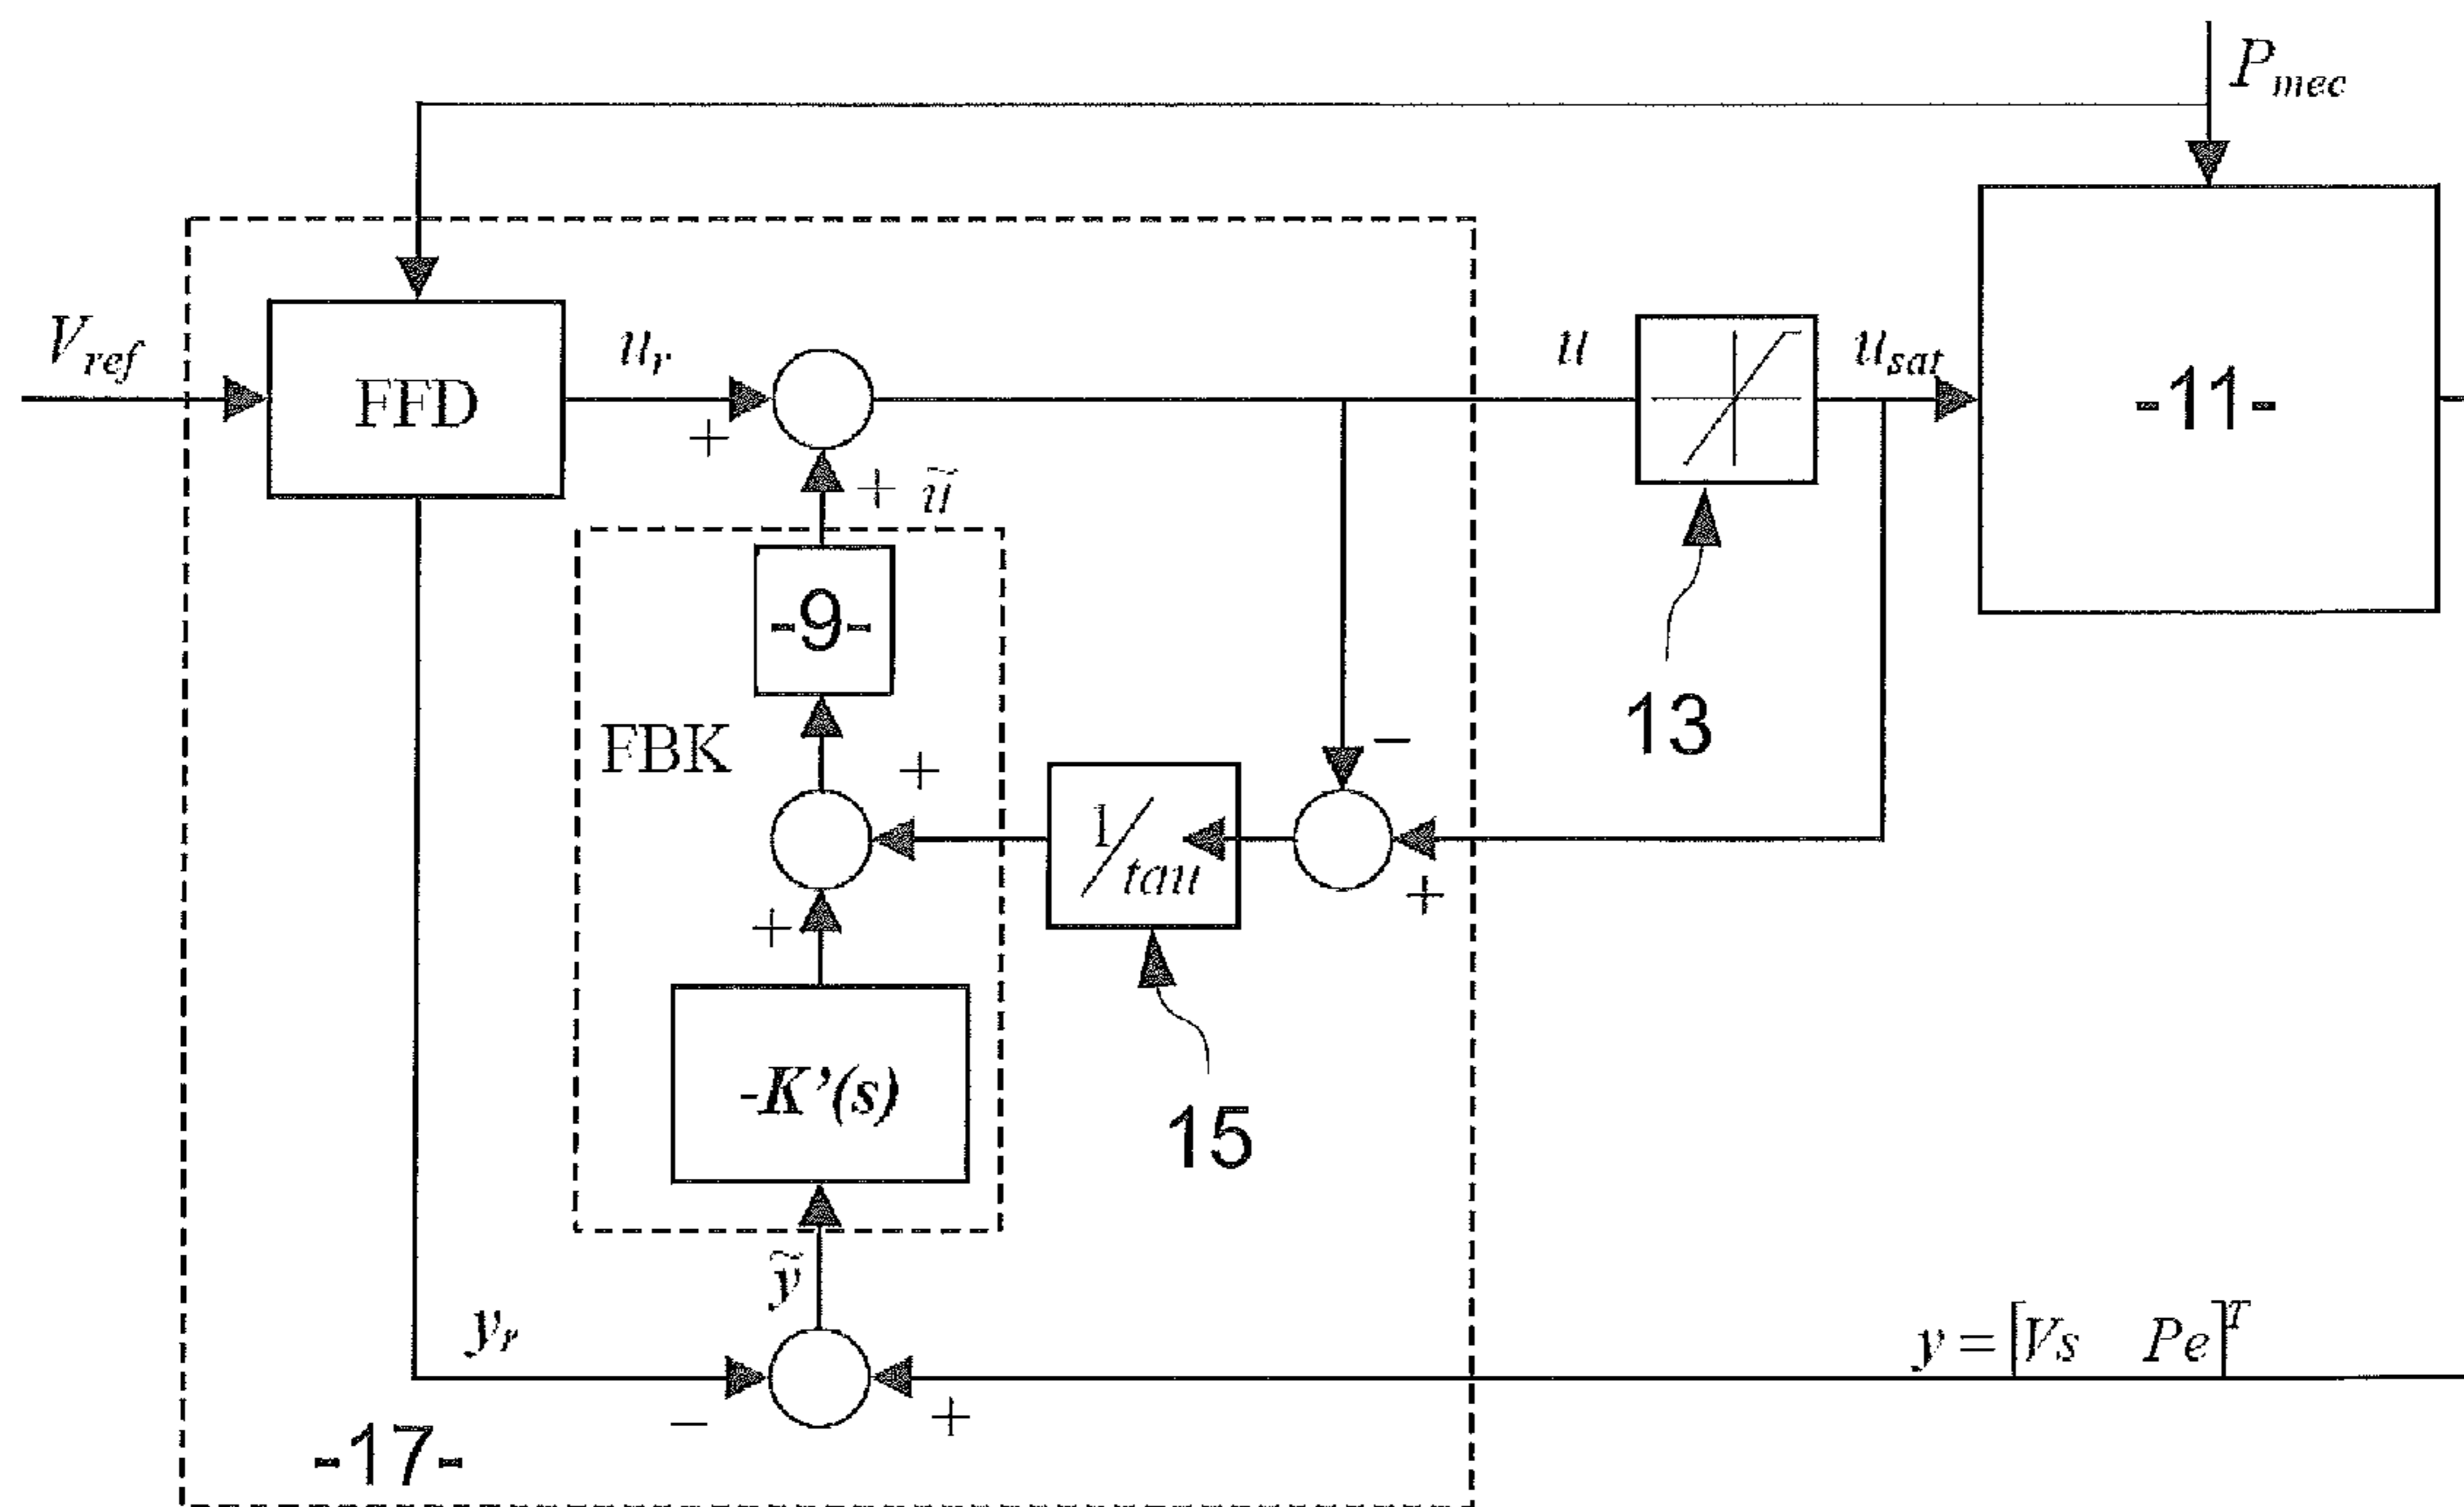 P_mec
V_ref
FFD
u_r
+
u
u_sat
-11-
+ ũ
-9-
13
FBK
+
−
1/tau
+
+
-K’(s)
15
ỹ
y_r
y = [Vs Pe]^T
−
+
-17-